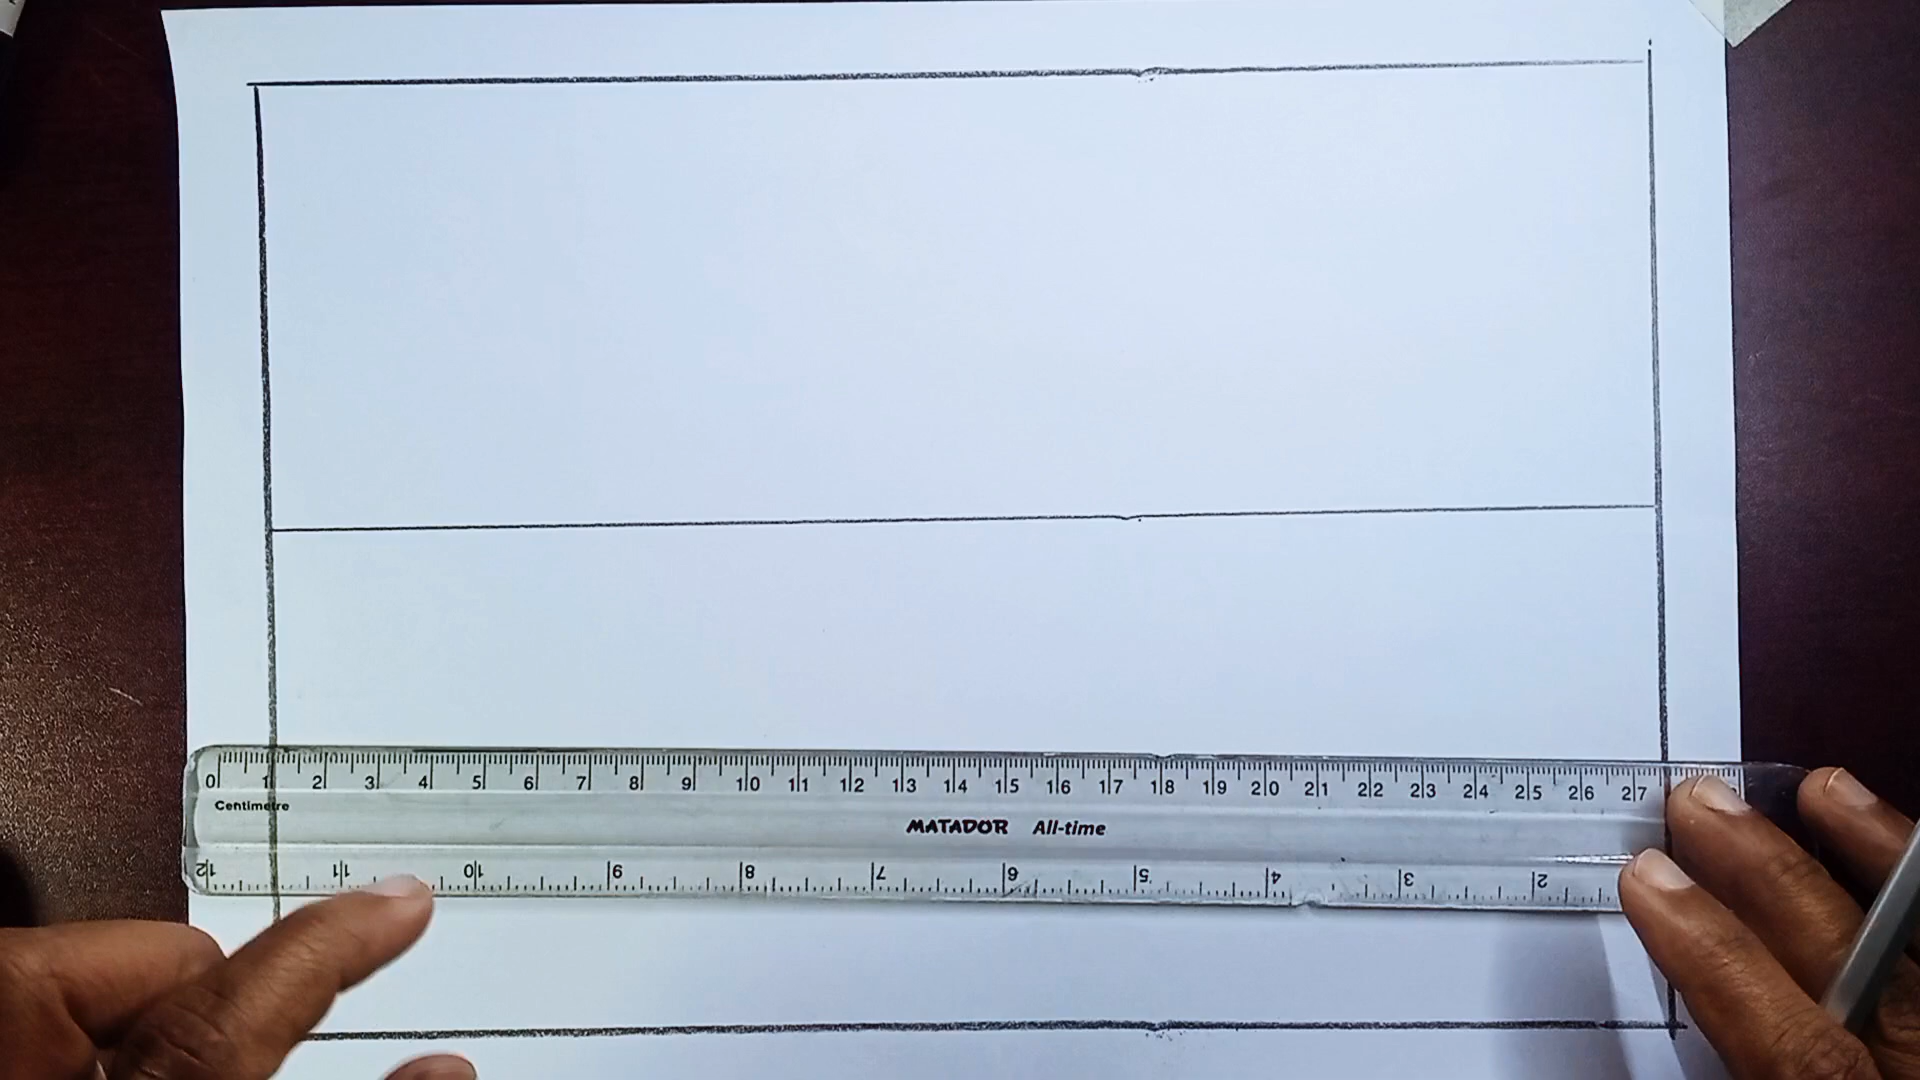 0 1 2 3 4 5 6 7 8 9 10 11 12 13 14 15 16 17 18 19 20 21 22 23 24 25 26 27
Centimetre
MATADOR All-time
12 11 10 9 8 7 6 5 4 3 2